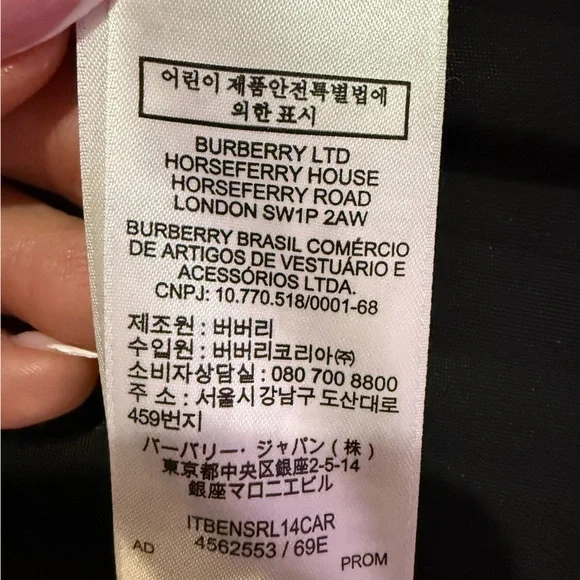 어린이 제품안전특별법에
의한 표시
BURBERRY LTD
HORSEFERRY HOUSE
HORSEFERRY ROAD
LONDON SW1P 2AW
BURBERRY BRASIL COMÉRCIO
DE ARTIGOS DE VESTUÁRIO E
ACESSÓRIOS LTDA.
CNPJ: 10.770.518/0001-68
제조원 : 버버리
수입원 : 버버리코리아㈜
소비자상담실 : 080 700 8800
주 소 : 서울시 강남구 도산대로
459번지
バーバリー・ジャパン (株)
東京都中央区銀座2-5-14
銀座マロニエビル
ITBENSRL14CAR
AD 4562553 / 69E PROM